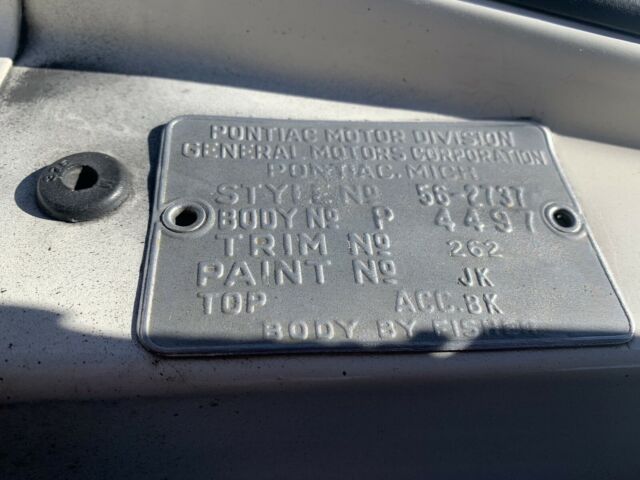 PONTIAC MOTOR DIVISION
GENERAL MOTORS CORPORATION
PONTIAC, MICH
STYLE Nº 56-2737
BODY Nº P 4497
TRIM Nº 262
PAINT Nº JK
TOP ACC.BK
BODY BY FISHER